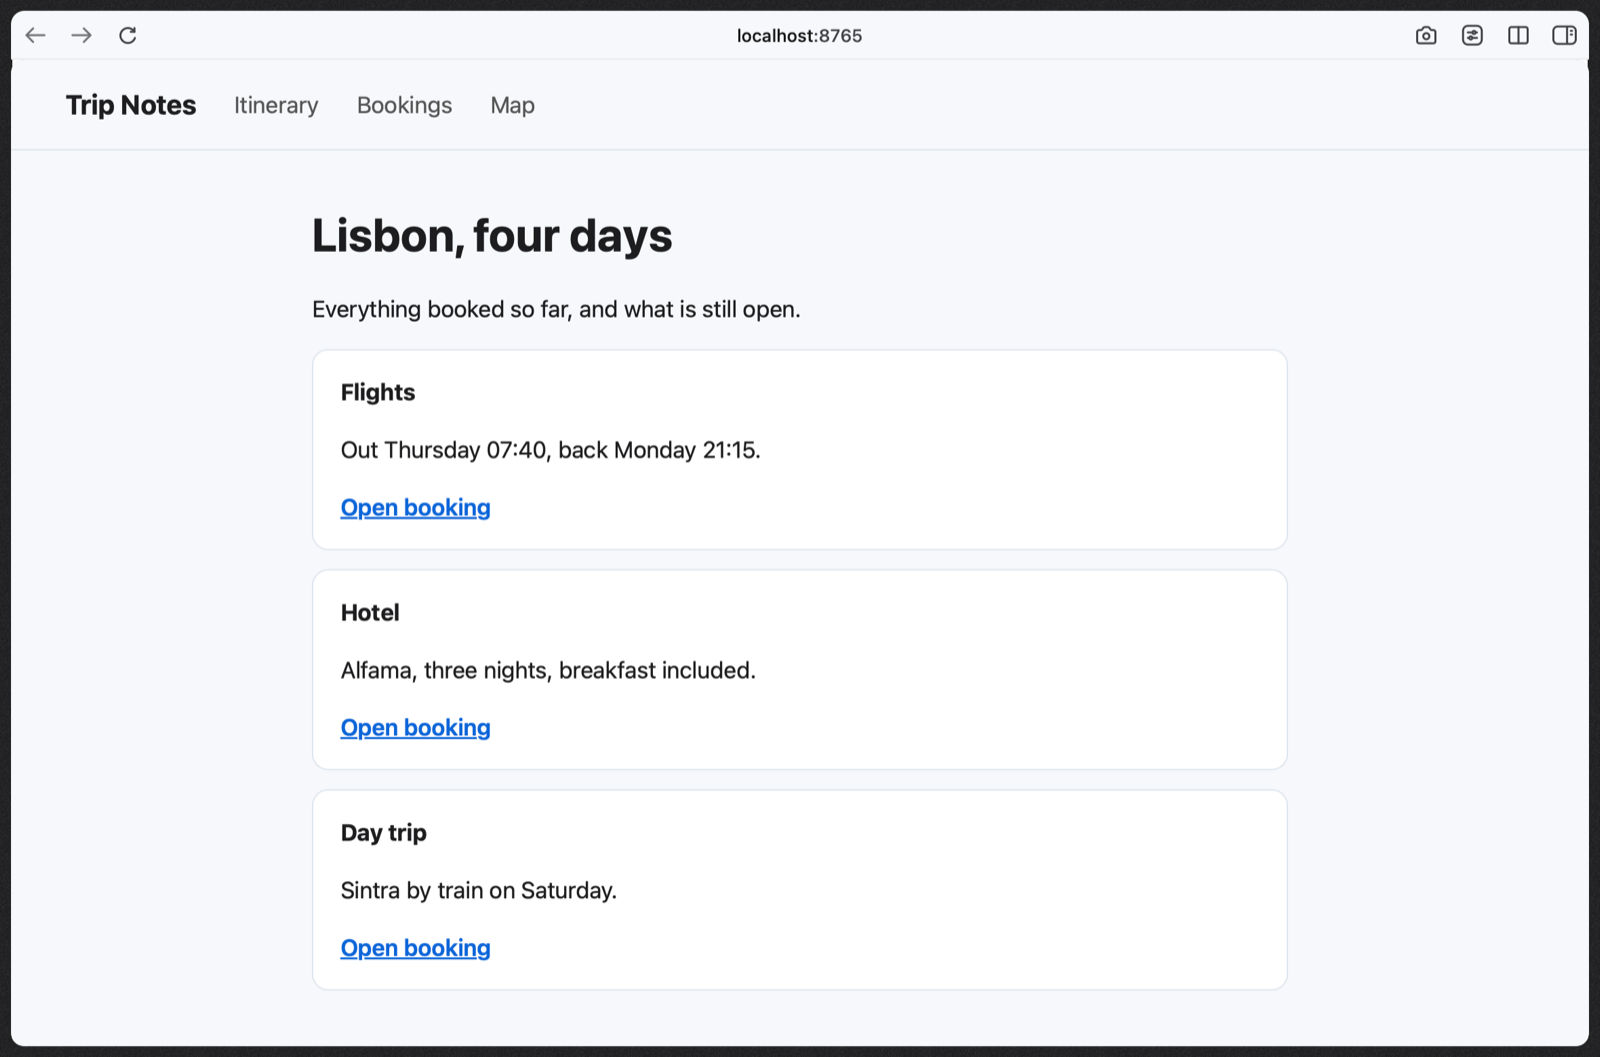 localhost:8765
Trip Notes Itinerary Bookings Map
Lisbon, four days
Everything booked so far, and what is still open.
Flights
Out Thursday 07:40, back Monday 21:15.
Open booking
Hotel
Alfama, three nights, breakfast included.
Open booking
Day trip
Sintra by train on Saturday.
Open booking